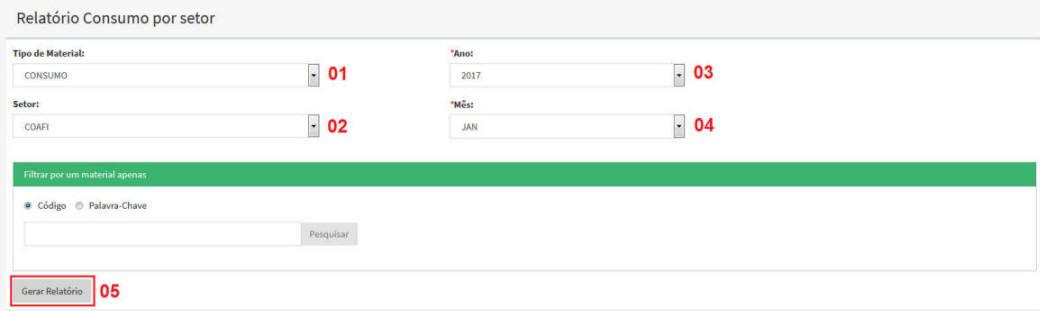 Relatório Consumo por setor
Tipo de Material:
*Ano:
CONSUMO
01
2017
03
Setor:
*Mês:
COAFI
02
JAN
04
Filtrar por um material apenas
Código Palavra-Chave
Pesquisar
Gerar Relatório
05